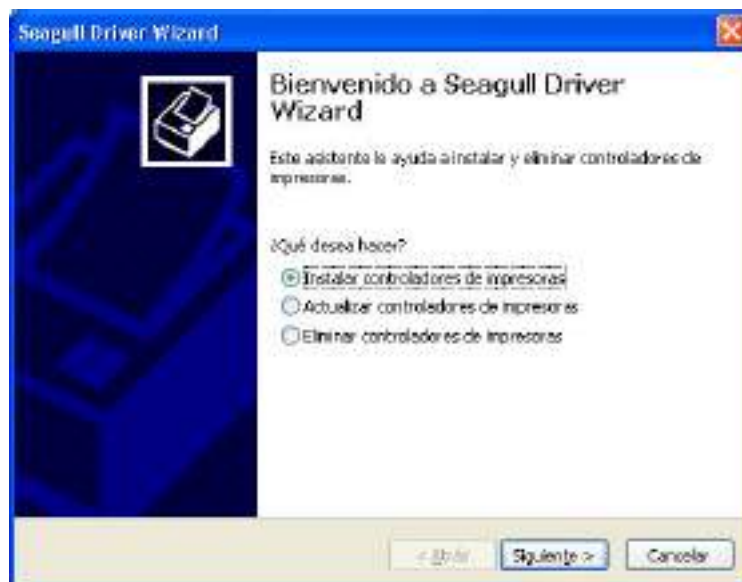 Seagull Driver Wizard
Bienvenido a Seagull Driver
Wizard
Este asistente le ayuda a instalar y eliminar controladores de
impresoras.
¿Qué desea hacer?
Instalar controladores de impresoras
Actualizar controladores de impresoras
Eliminar controladores de impresoras
< Atrás
Siguiente >
Cancelar